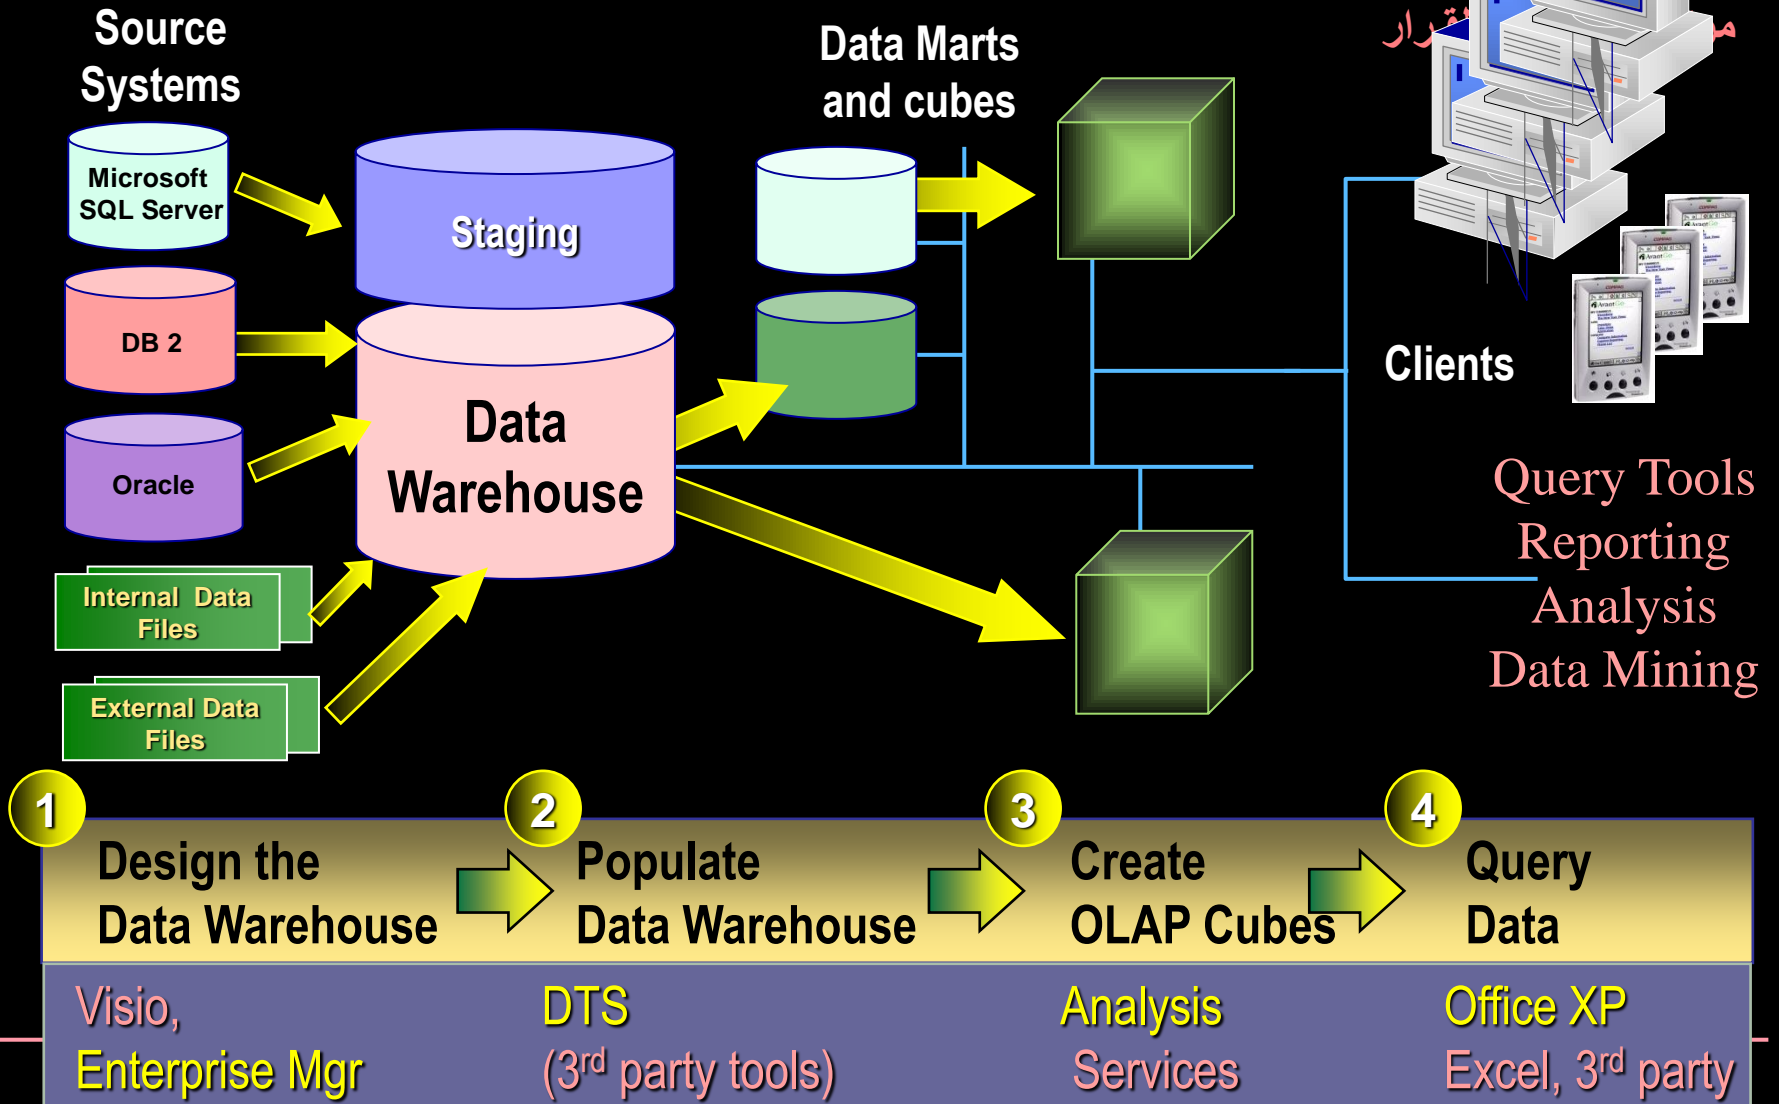 Source
Systems
Data Marts
and cubes
Microsoft
SQL Server
Staging
DB 2
Data
Warehouse
Oracle
Clients
Internal Data
Files
External Data
Files
Query Tools
Reporting
Analysis
Data Mining
1
2
3
4
Design the
Data Warehouse
Populate
Data Warehouse
Create
OLAP Cubes
Query
Data
Visio,
Enterprise Mgr
DTS
(3rd party tools)
Analysis
Services
Office XP
Excel, 3rd party